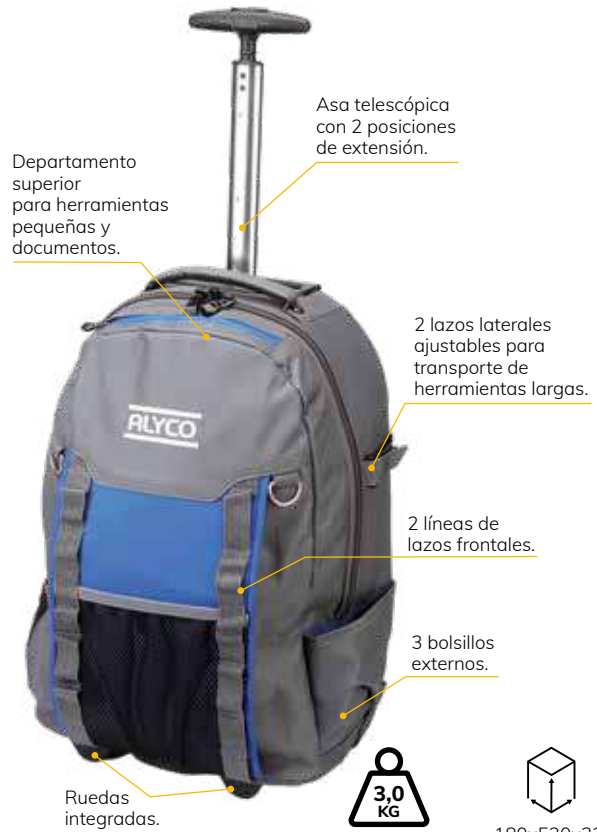 Asa telescópica
con 2 posiciones
de extensión.
Departamento
superior
para herramientas
pequeñas y
documentos.
2 lazos laterales
ajustables para
transporte de
herramientas largas.
ALYCO
2 líneas de
lazos frontales.
3 bolsillos
externos.
Ruedas
integradas.
3,0
KG